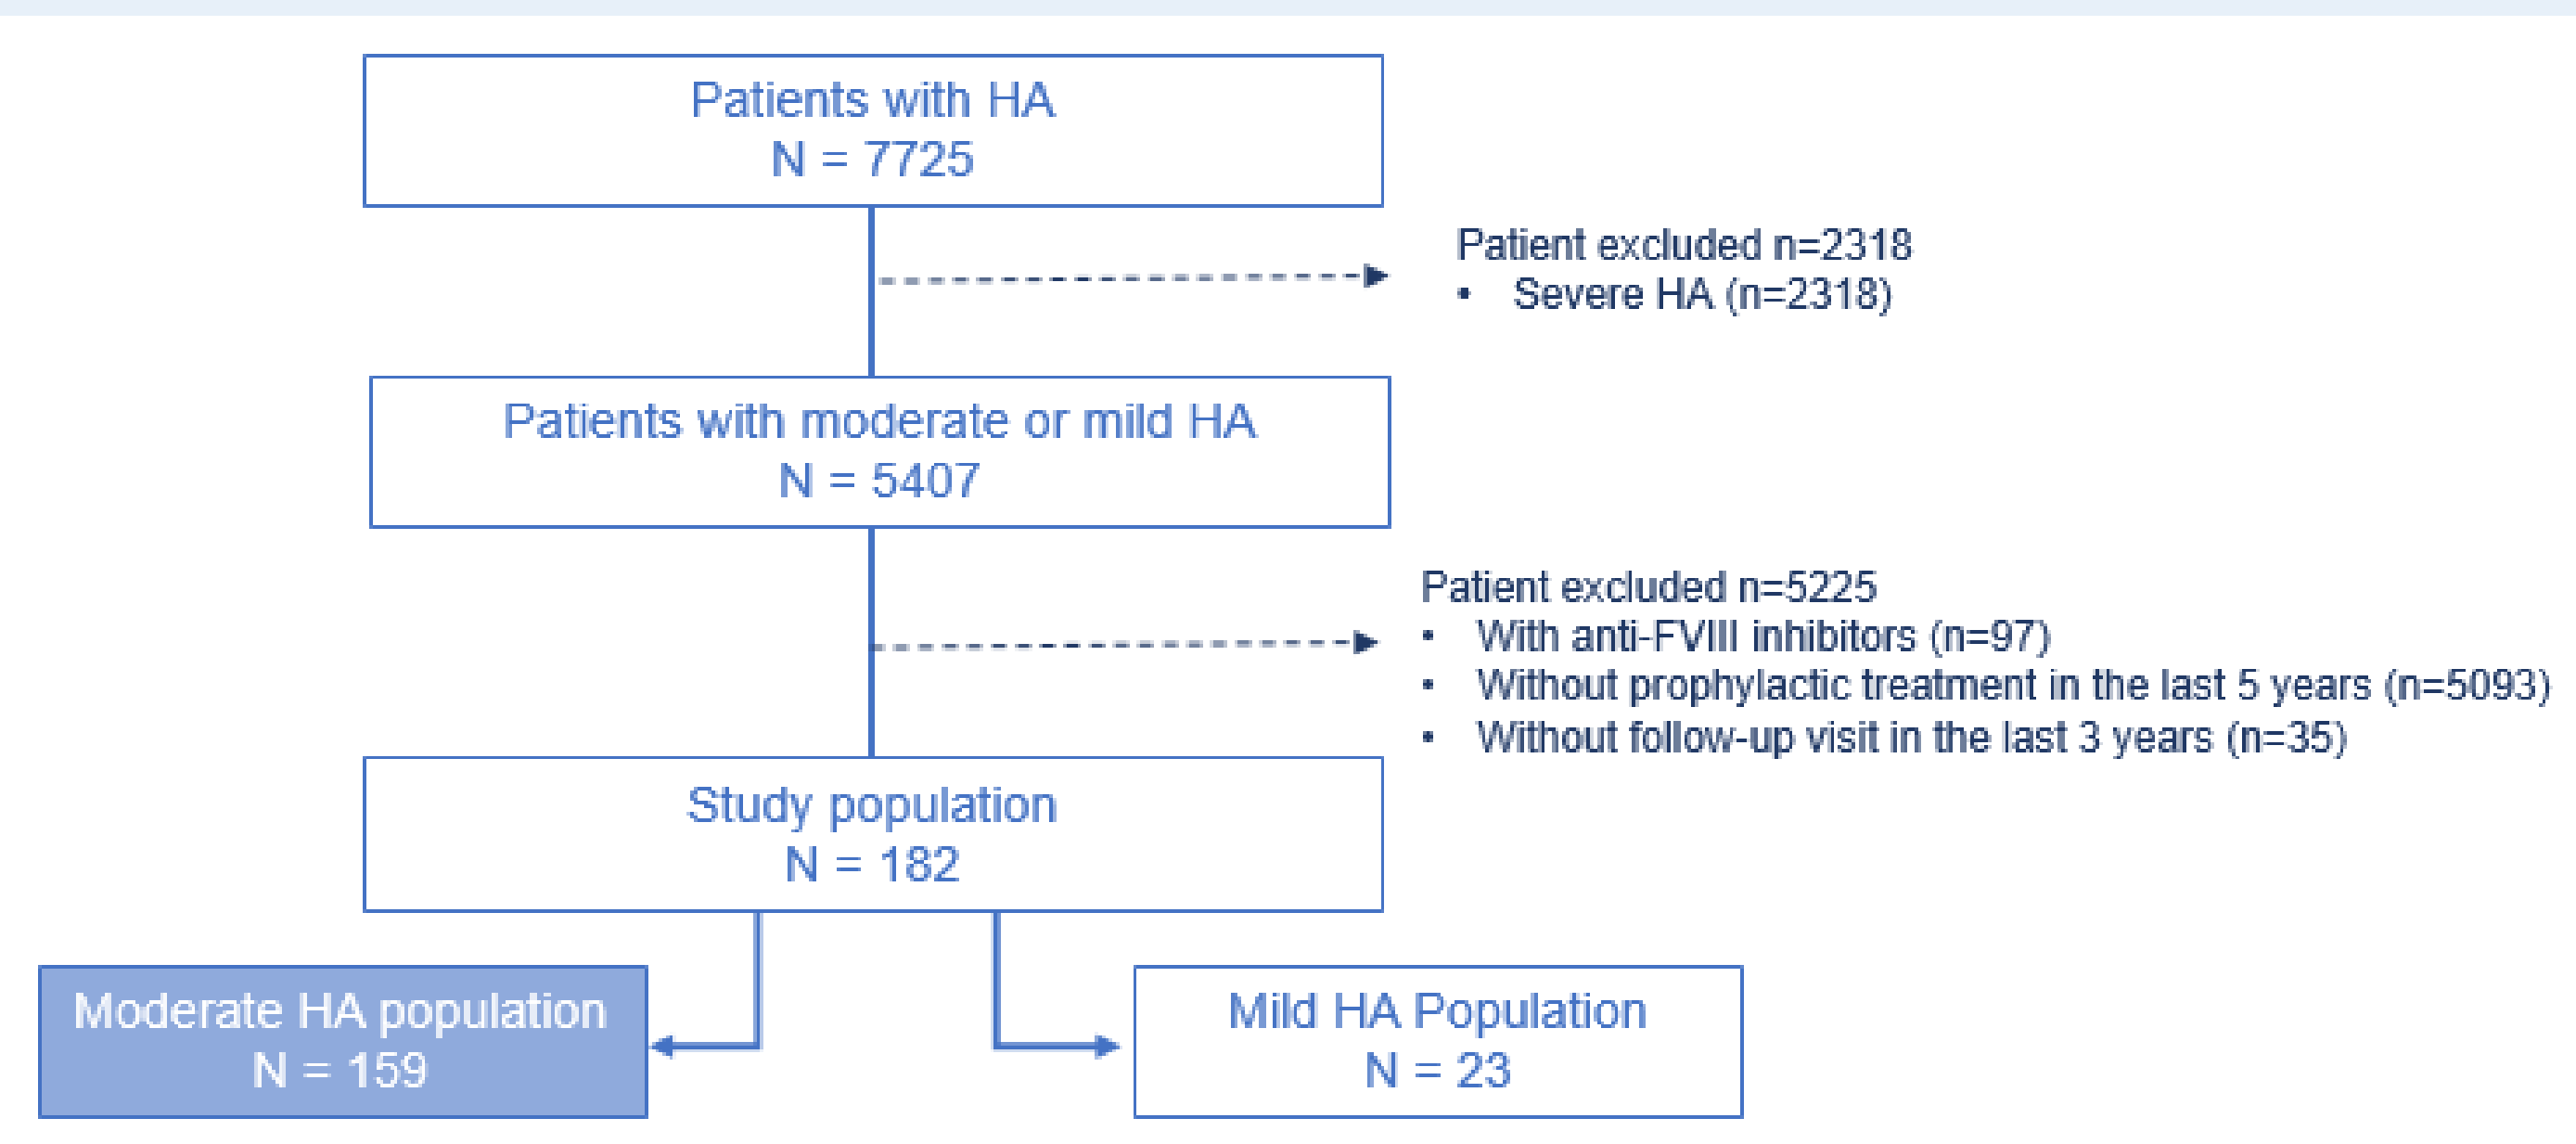 Patients with HA
N = 7725
Patient excluded n=2318
• Severe HA (n=2318)
Patients with moderate or mild HA
N = 5407
Patient excluded n=5225
• With anti-FVIII inhibitors (n=97)
• Without prophylactic treatment in the last 5 years (n=5093)
• Without follow-up visit in the last 3 years (n=35)
Study population
N = 182
Moderate HA population
N = 159
Mild HA Population
N = 23